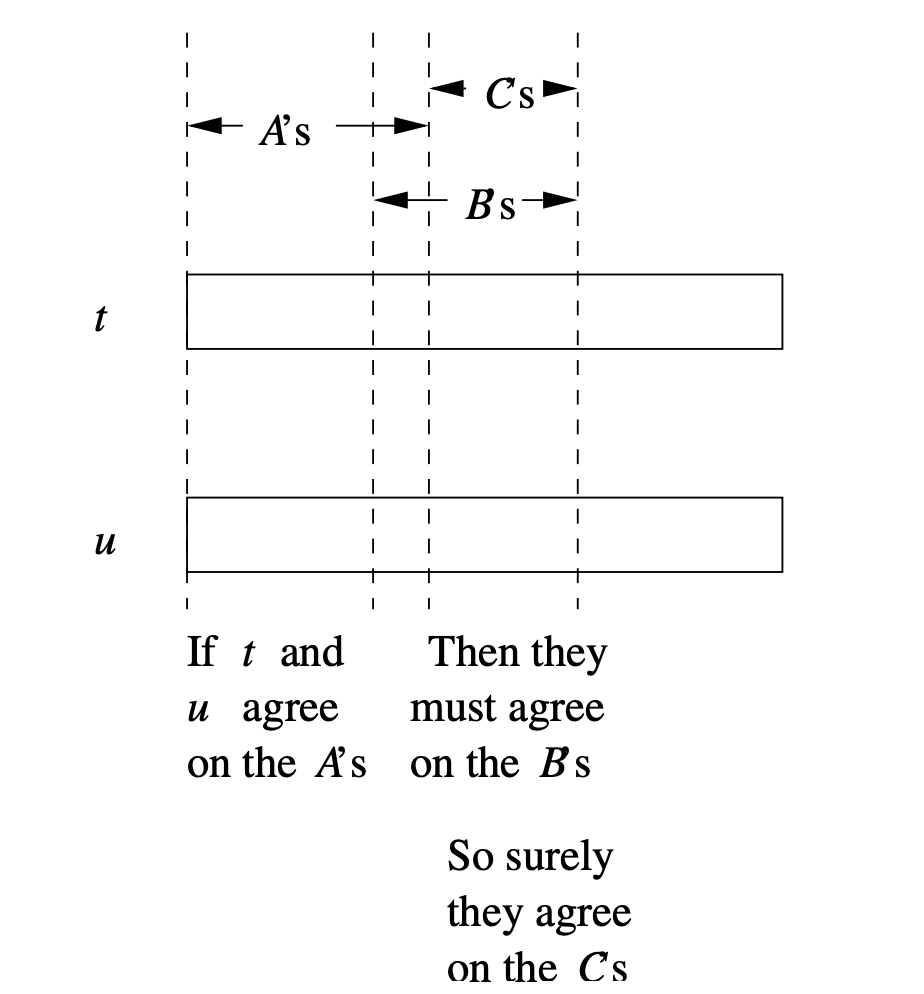 C's
A's
B's
t
u
If t and
u agree
on the A's
Then they
must agree
on the B's
So surely
they agree
on the C's